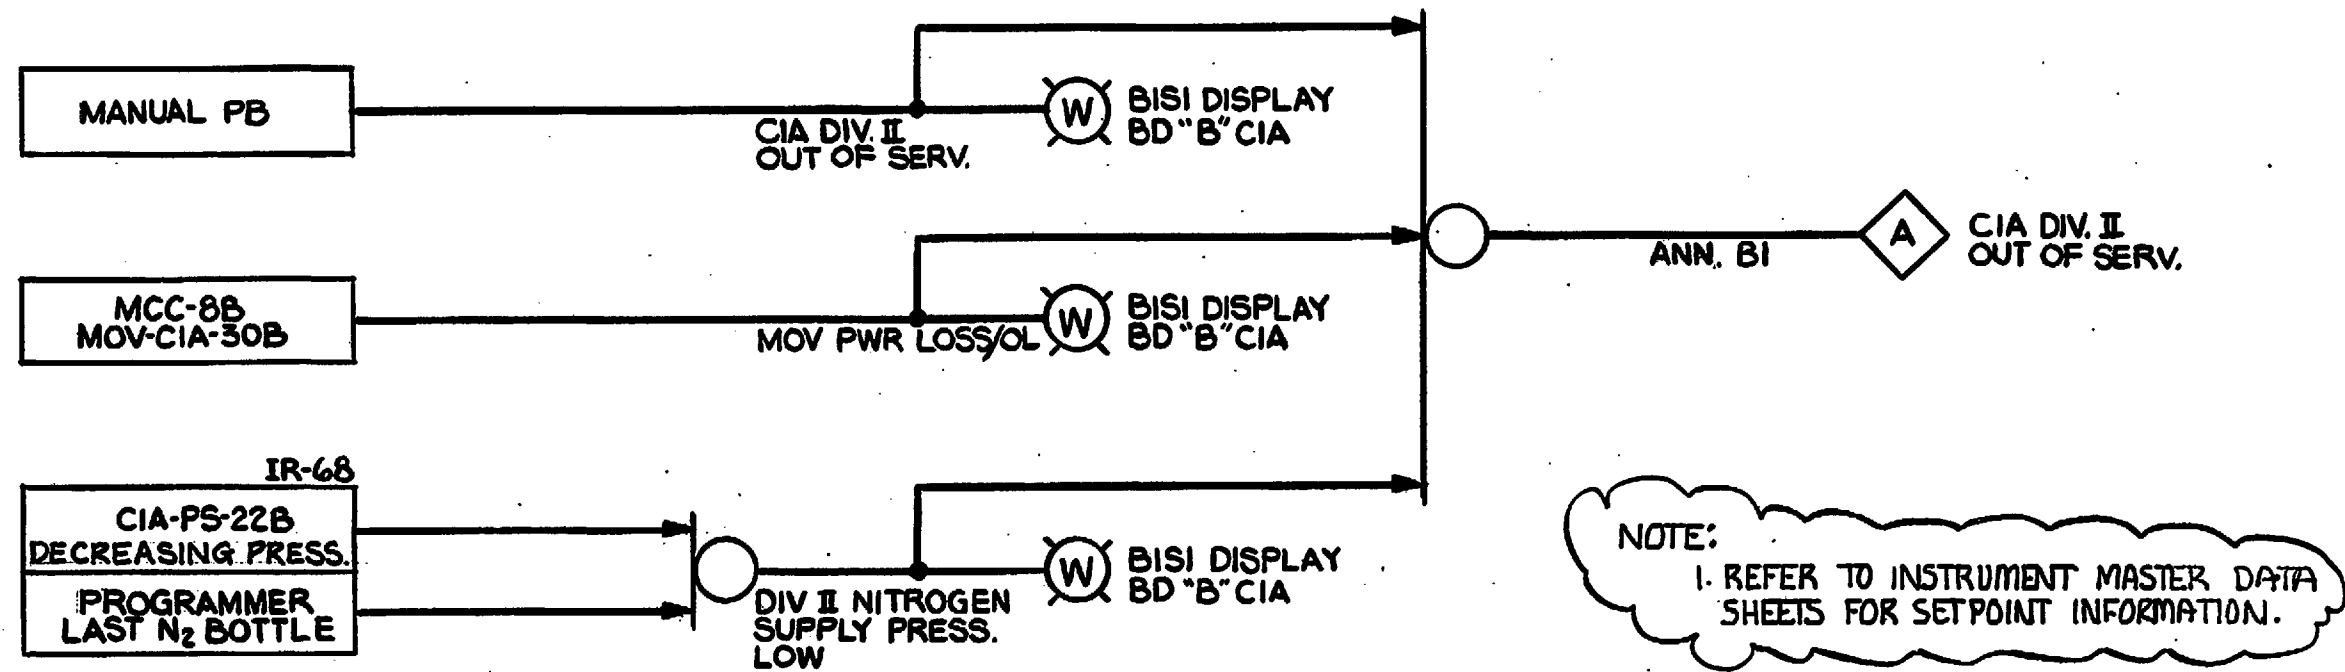 MANUAL PB
CIA DIV. II
OUT OF SERV.
W
BISI DISPLAY
BD "B" CIA
MCC-8B
MOV-CIA-30B
MOV PWR LOSS/OL
W
BISI DISPLAY
BD "B" CIA
ANN. B1
A
CIA DIV. II
OUT OF SERV.
IR-68
CIA-PS-22B
DECREASING PRESS.
PROGRAMMER
LAST N₂ BOTTLE
DIV II NITROGEN
SUPPLY PRESS.
LOW
W
BISI DISPLAY
BD "B" CIA
NOTE:
1. REFER TO INSTRUMENT MASTER DATA
SHEETS FOR SETPOINT INFORMATION.